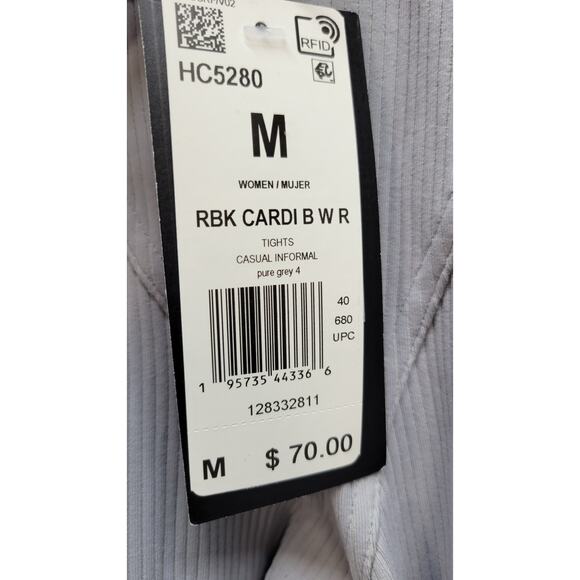 RFID
HC5280
M
WOMEN / MUJER
RBK CARDI B W R
TIGHTS
CASUAL INFORMAL
pure grey 4
40
680
UPC
1 95735 44336 6
128332811
M $ 70.00